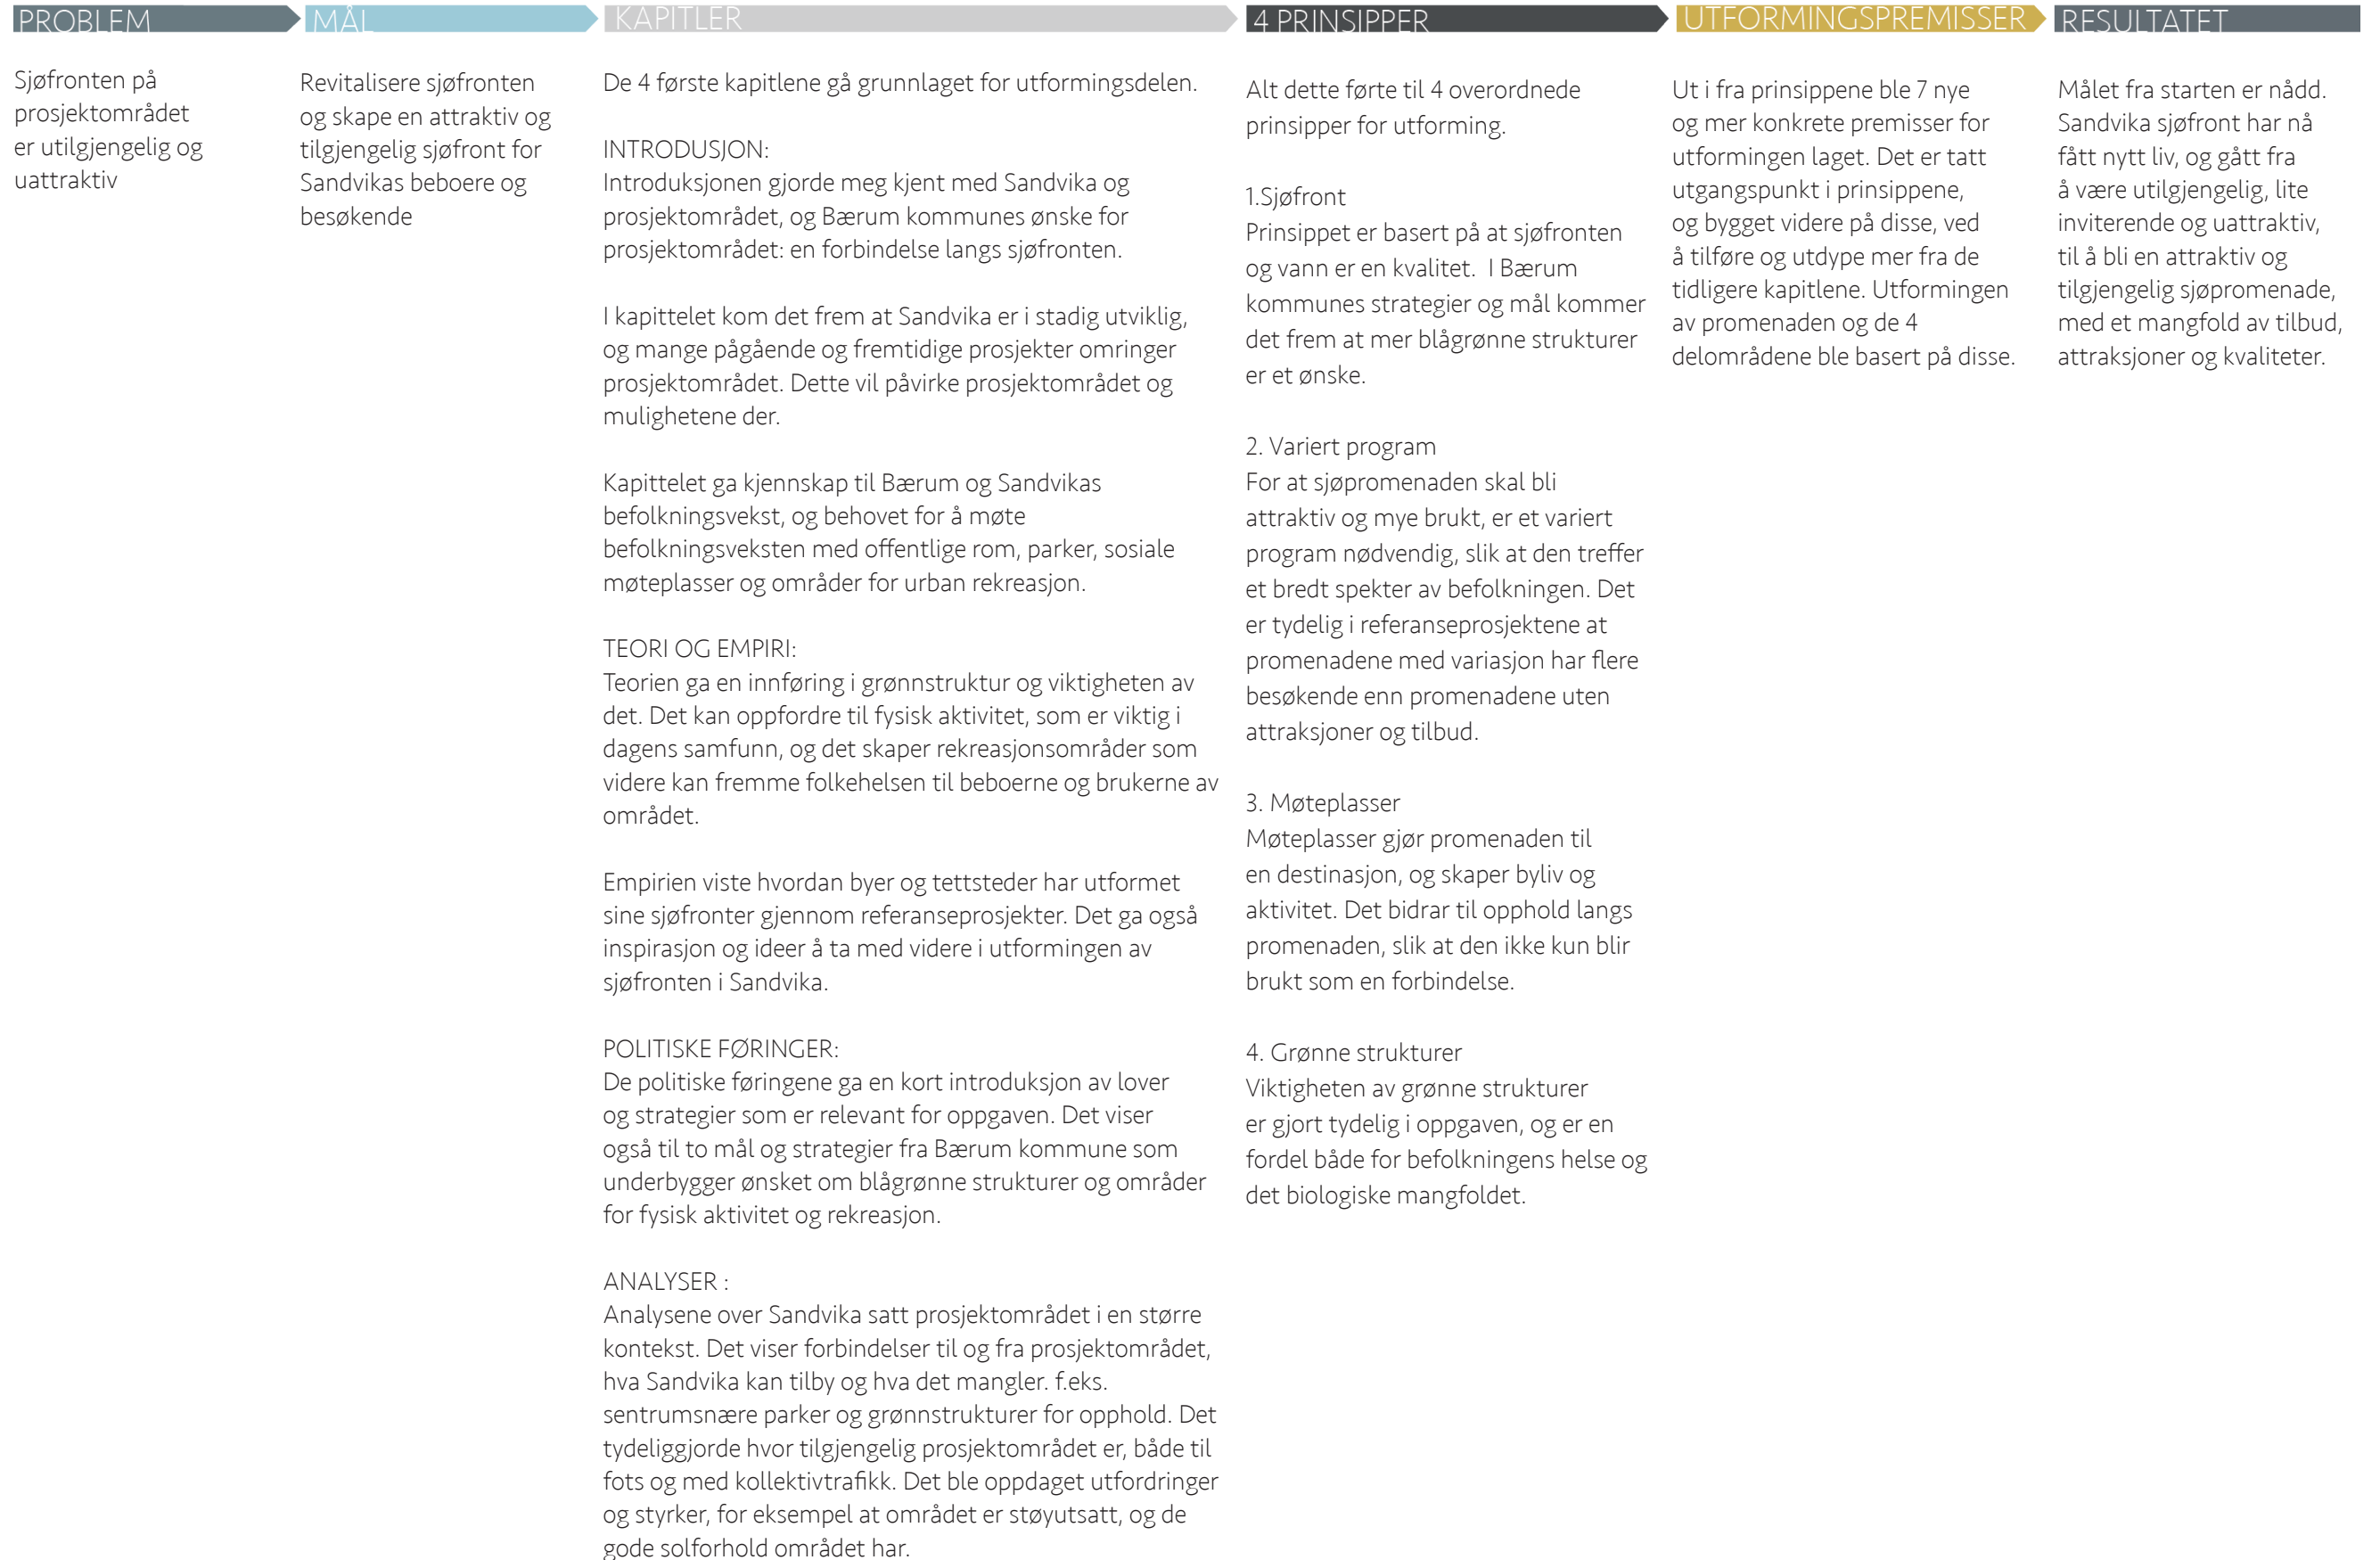 PROBLEM
Sjøfronten på
prosjektområdet
er utilgjengelig og
uattraktiv
MÅL
Revitalisere sjøfronten
og skape en attraktiv og
tilgjengelig sjøfront for
Sandvikas beboere og
besøkende
KAPITLER
De 4 første kapitlene gå grunnlaget for utformingsdelen.
INTRODUSJON:
Introduksjonen gjorde meg kjent med Sandvika og
prosjektområdet, og Bærum kommunes ønske for
prosjektområdet: en forbindelse langs sjøfronten.
I kapittelet kom det frem at Sandvika er i stadig utviklig,
og mange pågående og fremtidige prosjekter omringer
prosjektområdet. Dette vil påvirke prosjektområdet og
mulighetene der.
Kapittelet ga kjennskap til Bærum og Sandvikas
befolkningsvekst, og behovet for å møte
befolkningsveksten med offentlige rom, parker, sosiale
møteplasser og områder for urban rekreasjon.
TEORI OG EMPIRI:
Teorien ga en innføring i grønnstruktur og viktigheten av
det. Det kan oppfordre til fysisk aktivitet, som er viktig i
dagens samfunn, og det skaper rekreasjonsområder som
videre kan fremme folkehelsen til beboerne og brukerne av
området.
Empirien viste hvordan byer og tettsteder har utformet
sine sjøfronter gjennom referanseprosjekter. Det ga også
inspirasjon og ideer å ta med videre i utformingen av
sjøfronten i Sandvika.
POLITISKE FØRINGER:
De politiske føringene ga en kort introduksjon av lover
og strategier som er relevant for oppgaven. Det viser
også til to mål og strategier fra Bærum kommune som
underbygger ønsket om blågrønne strukturer og områder
for fysisk aktivitet og rekreasjon.
ANALYSER :
Analysene over Sandvika satt prosjektområdet i en større
kontekst. Det viser forbindelser til og fra prosjektområdet,
hva Sandvika kan tilby og hva det mangler. f.eks.
sentrumsnære parker og grønnstrukturer for opphold. Det
tydeliggjorde hvor tilgjengelig prosjektområdet er, både til
fots og med kollektivtrafikk. Det ble oppdaget utfordringer
og styrker, for eksempel at området er støyutsatt, og de
gode solforhold området har.
4 PRINSIPPER
Alt dette førte til 4 overordnede
prinsipper for utforming.
1.Sjøfront
Prinsippet er basert på at sjøfronten
og vann er en kvalitet. I Bærum
kommunes strategier og mål kommer
det frem at mer blågrønne strukturer
er et ønske.
2. Variert program
For at sjøpromenaden skal bli
attraktiv og mye brukt, er et variert
program nødvendig, slik at den treffer
et bredt spekter av befolkningen. Det
er tydelig i referanseprosjektene at
promenadene med variasjon har flere
besøkende enn promenadene uten
attraksjoner og tilbud.
3. Møteplasser
Møteplasser gjør promenaden til
en destinasjon, og skaper byliv og
aktivitet. Det bidrar til opphold langs
promenaden, slik at den ikke kun blir
brukt som en forbindelse.
4. Grønne strukturer
Viktigheten av grønne strukturer
er gjort tydelig i oppgaven, og er en
fordel både for befolkningens helse og
det biologiske mangfoldet.
UTFORMINGSPREMISSER
Ut i fra prinsippene ble 7 nye
og mer konkrete premisser for
utformingen laget. Det er tatt
utgangspunkt i prinsippene,
og bygget videre på disse, ved
å tilføre og utdype mer fra de
tidligere kapitlene. Utformingen
av promenaden og de 4
delområdene ble basert på disse.
RESULTATET
Målet fra starten er nådd.
Sandvika sjøfront har nå
fått nytt liv, og gått fra
å være utilgjengelig, lite
inviterende og uattraktiv,
til å bli en attraktiv og
tilgjengelig sjøpromenade,
med et mangfold av tilbud,
attraksjoner og kvaliteter.